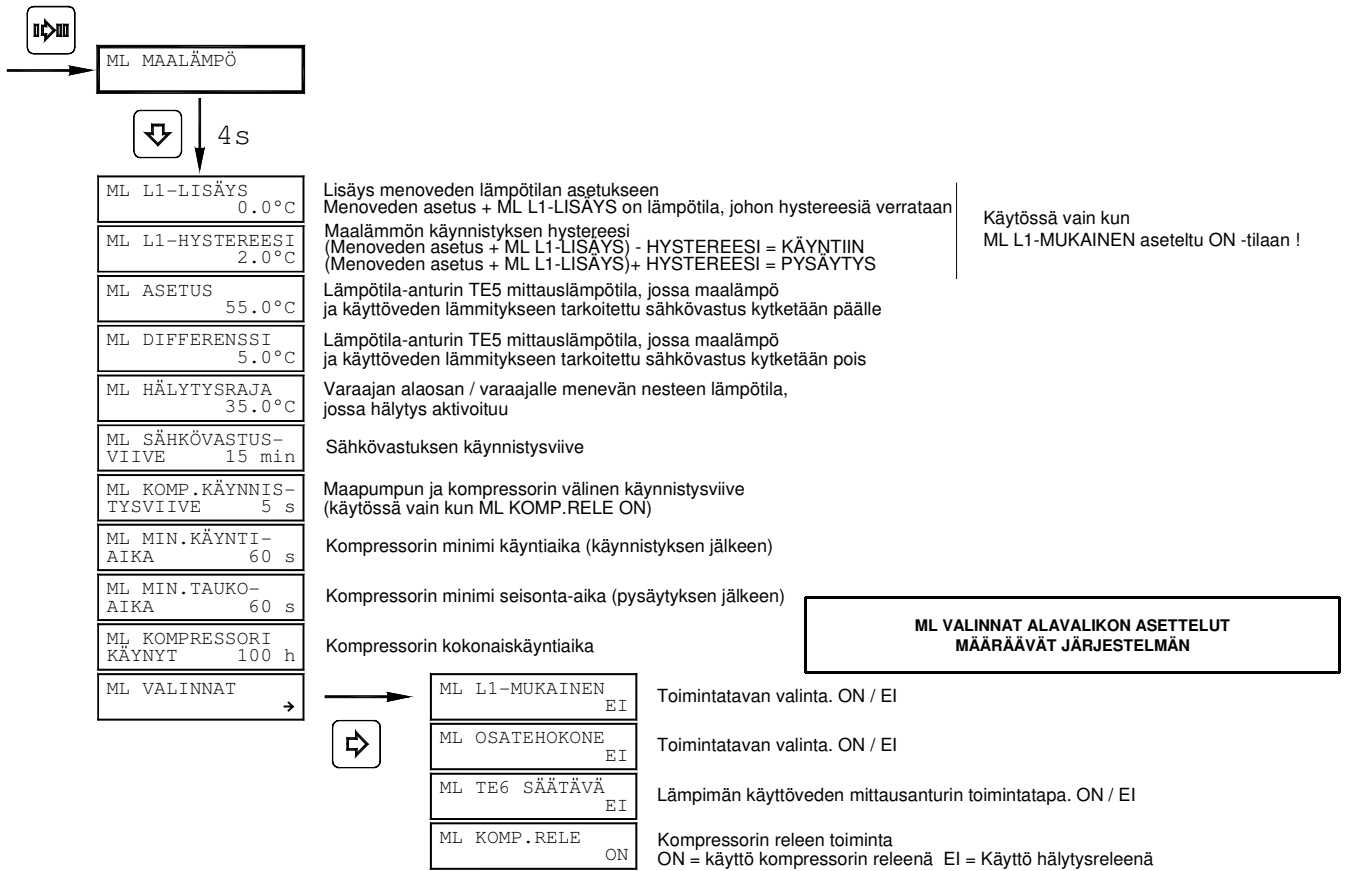 ML MAALÄMPÖ
4s
ML L1-LISÄYS
0.0°C
Lisäys menoveden lämpötilan asetukseen
Menoveden asetus + ML L1-LISÄYS on lämpötila, johon hystereesiä verrataan
Käytössä vain kun
ML L1-MUKAINEN aseteltu ON -tilaan !
ML L1-HYSTEREESI
2.0°C
Maalämmön käynnistyksen hystereesi
(Menoveden asetus + ML L1-LISÄYS) - HYSTEREESI = KÄYNTIIN
(Menoveden asetus + ML L1-LISÄYS)+ HYSTEREESI = PYSÄYTYS
ML ASETUS
55.0°C
Lämpötila-anturin TE5 mittauslämpötila, jossa maalämpö
ja käyttöveden lämmitykseen tarkoitettu sähkövastus kytketään päälle
ML DIFFERENSSI
5.0°C
Lämpötila-anturin TE5 mittauslämpötila, jossa maalämpö
ja käyttöveden lämmitykseen tarkoitettu sähkövastus kytketään pois
ML HÄLYTYSRAJA
35.0°C
Varaajan alaosan / varaajalle menevän nesteen lämpötila,
jossa hälytys aktivoituu
ML SÄHKÖVASTUS-
VIIVE 15 min
Sähkövastuksen käynnistysviive
ML KOMP.KÄYNNIS-
TYSVIIVE 5 s
Maapumpun ja kompressorin välinen käynnistysviive
(käytössä vain kun ML KOMP.RELE ON)
ML MIN.KÄYNTI-
AIKA 60 s
Kompressorin minimi käyntiaika (käynnistyksen jälkeen)
ML MIN.TAUKO-
AIKA 60 s
Kompressorin minimi seisonta-aika (pysäytyksen jälkeen)
ML KOMPRESSORI
KÄYNYT 100 h
Kompressorin kokonaiskäyntiaika
ML VALINNAT ALAVALIKON ASETTELUT
MÄÄRÄÄVÄT JÄRJESTELMÄN
ML VALINNAT
→
ML L1-MUKAINEN
EI
Toimintatavan valinta. ON / EI
ML OSATEHOKONE
EI
Toimintatavan valinta. ON / EI
ML TE6 SÄÄTÄVÄ
EI
Lämpimän käyttöveden mittausanturin toimintatapa. ON / EI
ML KOMP.RELE
ON
Kompressorin releen toiminta
ON = käyttö kompressorin releenä EI = Käyttö hälytysreleenä